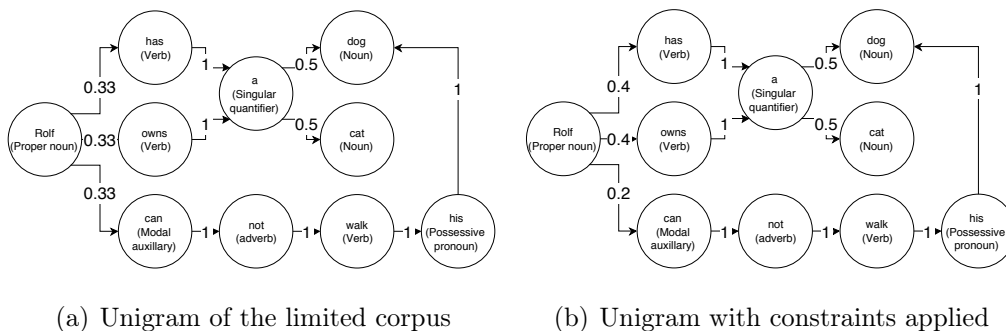 has
(Verb)
dog
(Noun)
1
0.5
a
(Singular
quantifier)
0.33
1
Rolf
(Proper noun)
0.33
owns
(Verb)
1
0.5
cat
(Noun)
0.33
can
(Modal
auxillary)
1
not
(adverb)
1
walk
(Verb)
1
his
(Possessive
pronoun)
(a) Unigram of the limited corpus
has
(Verb)
dog
(Noun)
1
0.5
a
(Singular
quantifier)
0.4
1
Rolf
(Proper noun)
0.4
owns
(Verb)
1
0.5
cat
(Noun)
0.2
can
(Modal
auxillary)
1
not
(adverb)
1
walk
(Verb)
1
his
(Possessive
pronoun)
(b) Unigram with constraints applied